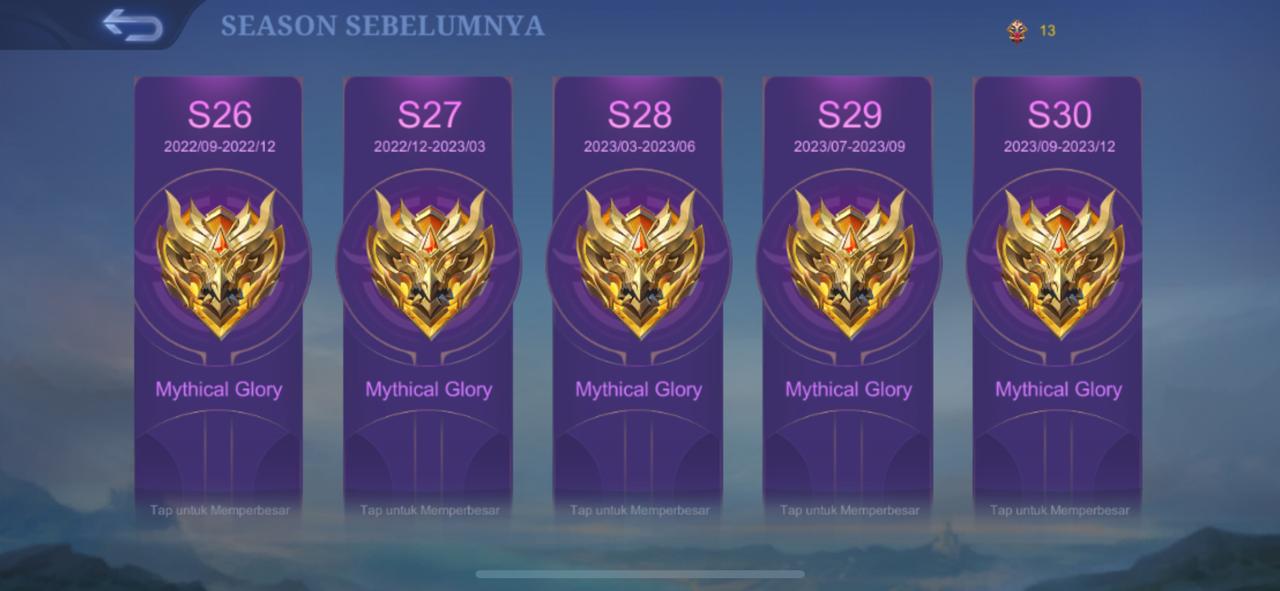 SEASON SEBELUMNYA
13
S26
2022/09-2022/12
Mythical Glory
Tap untuk Memperbesar
S27
2022/12-2023/03
Mythical Glory
Tap untuk Memperbesar
S28
2023/03-2023/06
Mythical Glory
Tap untuk Memperbesar
S29
2023/07-2023/09
Mythical Glory
Tap untuk Memperbesar
S30
2023/09-2023/12
Mythical Glory
Tap untuk Memperbesar